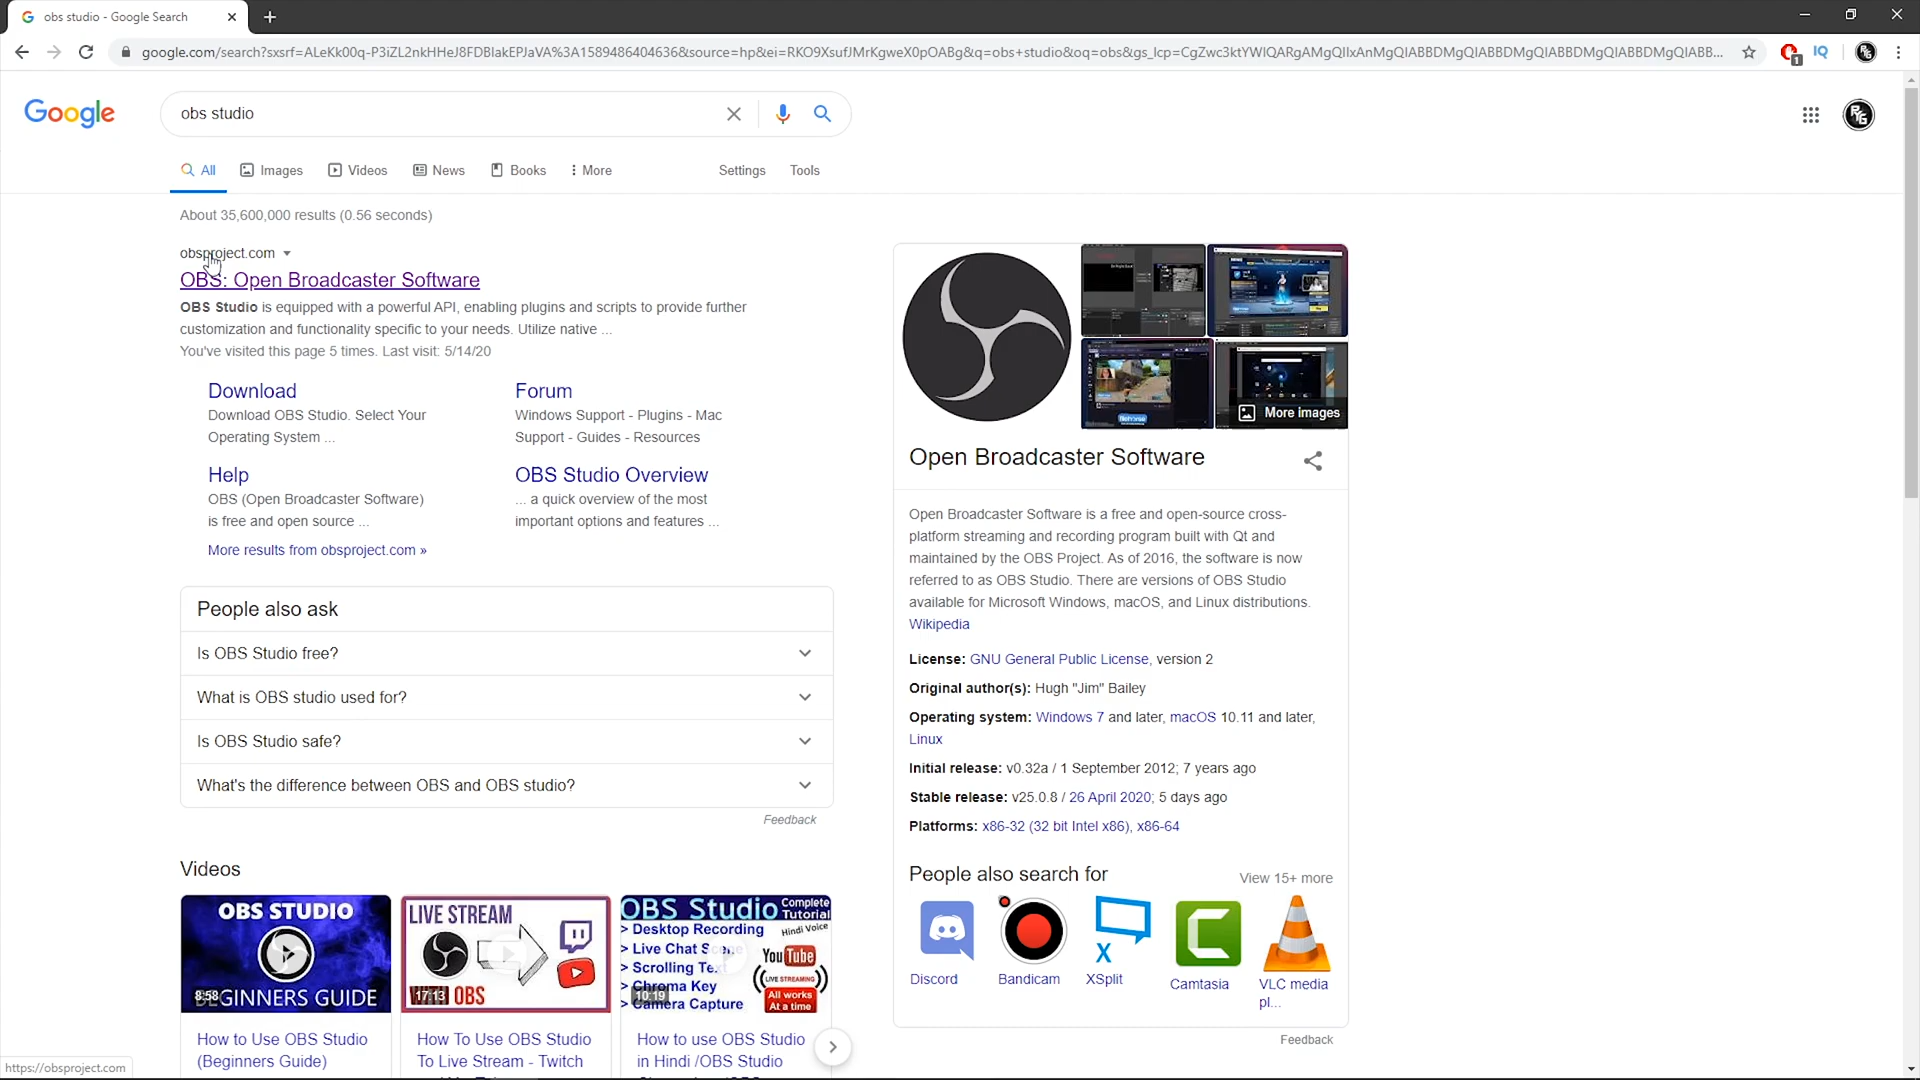 obs studio - Google Search
google.com/search?sxsrf=ALeKk00q-P3iZL2nkHHeJ8FDBlakEPJaVA%3A1589486404636&source=hp&ei=RKO9XsufJMrKgweX0pOABg&q=obs+studio&oq=obs&gs_lcp=CgZwc3ktYWIQARgAMgQIIxAnMgQIABBDMgQIABBDMgQIABBDMgQIABBDMgQIABB...
1
IQ
Google
obs studio
All
Images
Videos
News
Books
More
Settings
Tools
About 35,600,000 results (0.56 seconds)
obsproject.com
OBS: Open Broadcaster Software
OBS Studio is equipped with a powerful API, enabling plugins and scripts to provide further
customization and functionality specific to your needs. Utilize native ...
You've visited this page 5 times. Last visit: 5/14/20
Download
Download OBS Studio. Select Your
Operating System ...
Forum
Windows Support - Plugins - Mac
Support - Guides - Resources
Help
OBS (Open Broadcaster Software)
is free and open source ...
OBS Studio Overview
... a quick overview of the most
important options and features ...
More results from obsproject.com »
People also ask
Is OBS Studio free?
What is OBS studio used for?
Is OBS Studio safe?
What's the difference between OBS and OBS studio?
Feedback
Videos
OBS STUDIO
8:58
BEGINNERS GUIDE
How to Use OBS Studio
(Beginners Guide)
LIVE STREAM
17:13
WITH OBS
How To Use OBS Studio
To Live Stream - Twitch
OBS Studio Complete
Tutorial
Hindi Voice
> Desktop Recording
> Live Chat Scene
> Scrolling Text
> Chroma Key
> Camera Capture
10:19
YouTube
LIVE STREAMING
All works
At a time
How to use OBS Studio
in Hindi /OBS Studio
More images
Open Broadcaster Software
Open Broadcaster Software is a free and open-source cross-
platform streaming and recording program built with Qt and
maintained by the OBS Project. As of 2016, the software is now
referred to as OBS Studio. There are versions of OBS Studio
available for Microsoft Windows, macOS, and Linux distributions.
Wikipedia
License: GNU General Public License, version 2
Original author(s): Hugh "Jim" Bailey
Operating system: Windows 7 and later, macOS 10.11 and later,
Linux
Initial release: v0.32a / 1 September 2012; 7 years ago
Stable release: v25.0.8 / 26 April 2020; 5 days ago
Platforms: x86-32 (32 bit Intel x86), x86-64
People also search for
View 15+ more
Discord
Bandicam
XSplit
Camtasia
VLC media
pl...
Feedback
https://obsproject.com